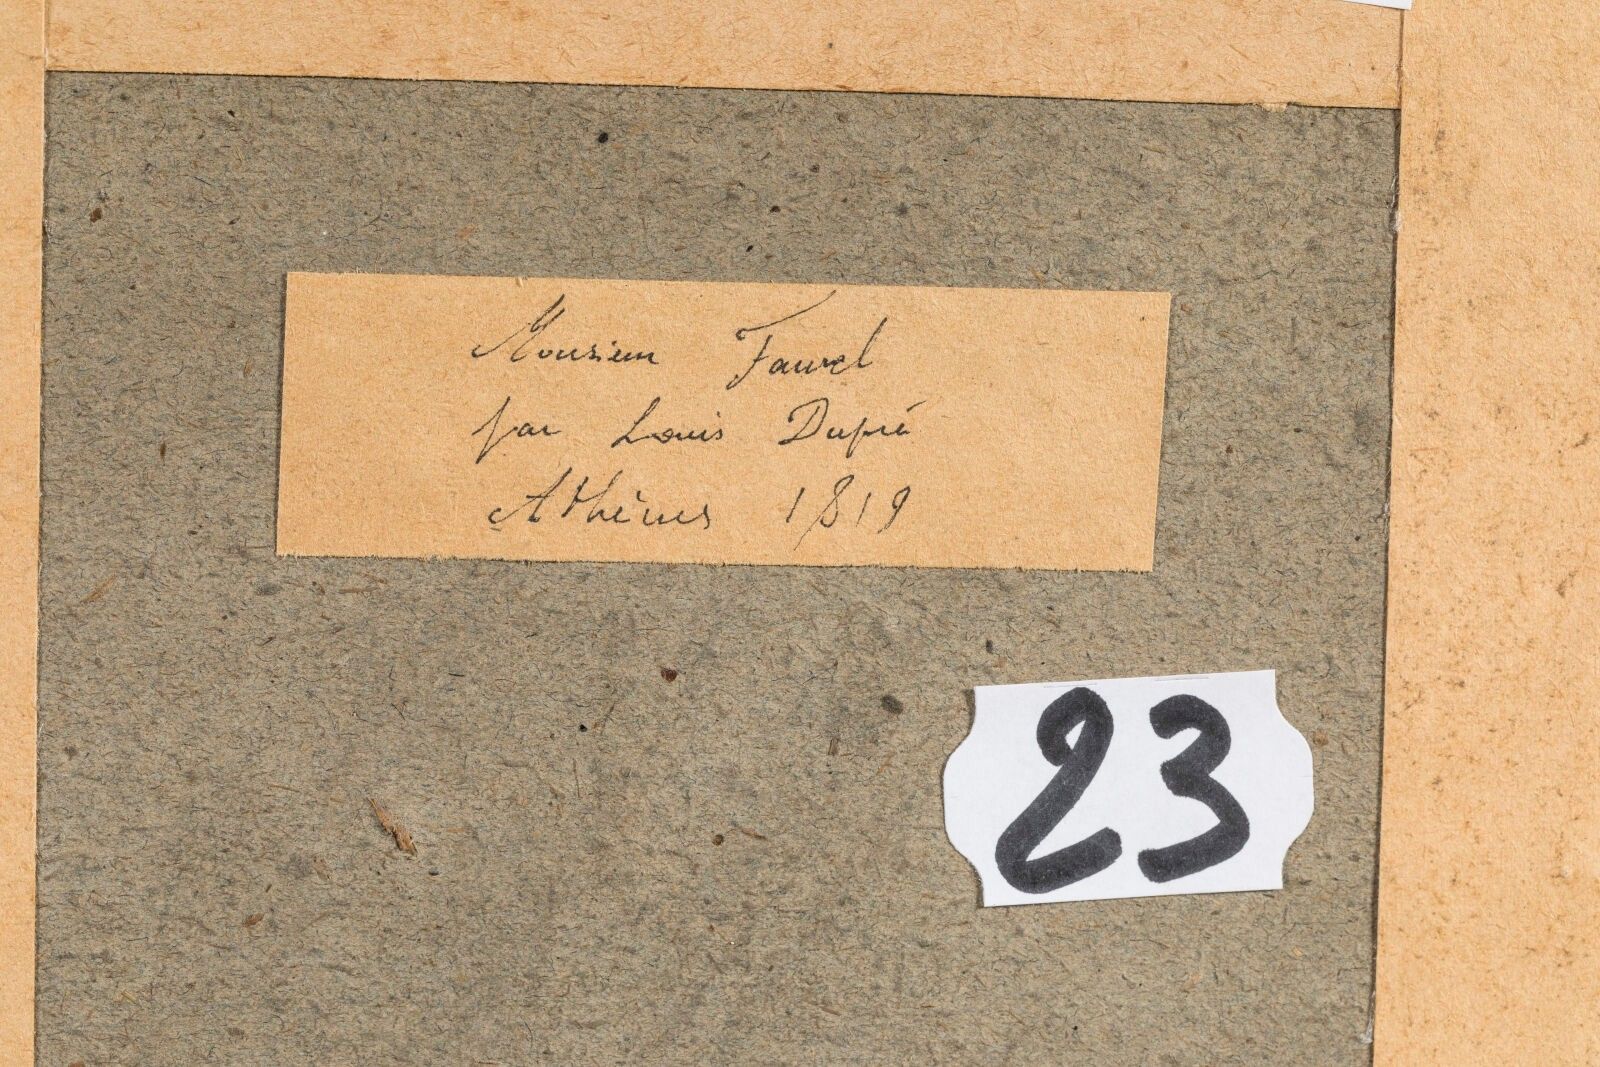 Monsieur Fauvel
par Louis Dupré
Athènes 1819
23